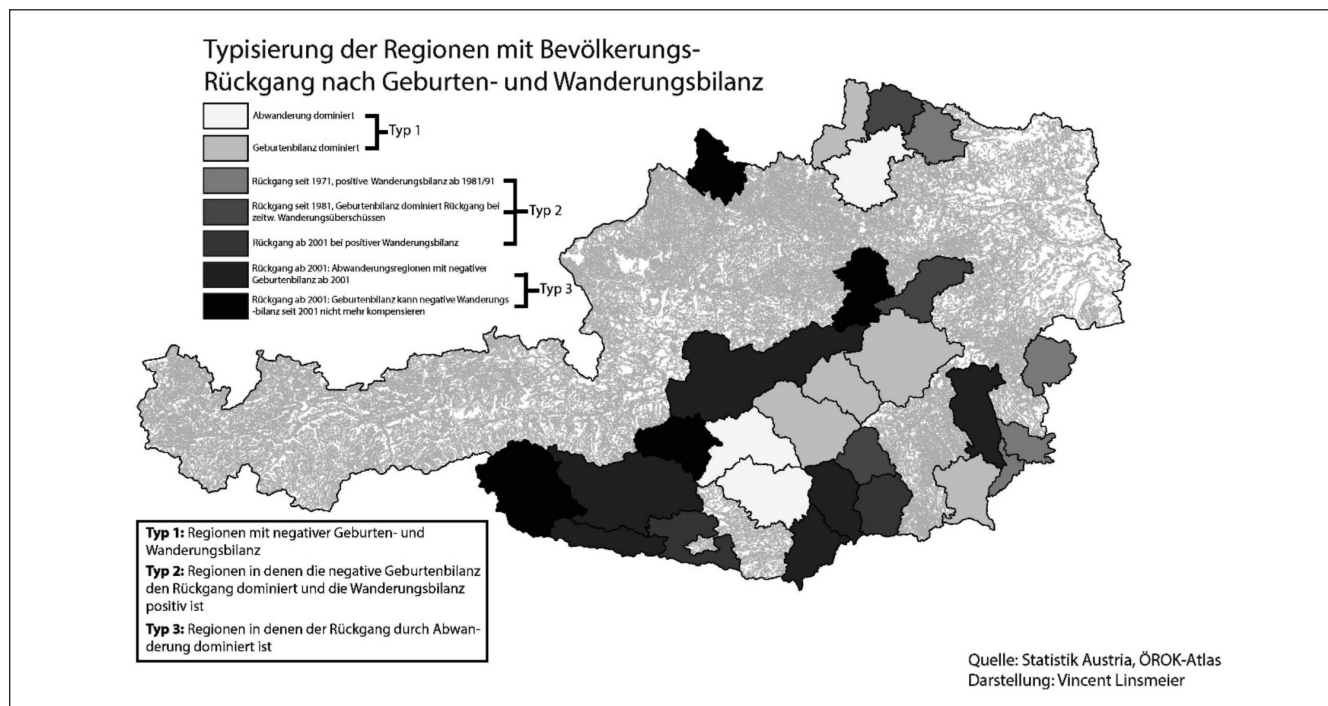 Typisierung der Regionen mit Bevölkerungs-
Rückgang nach Geburten- und Wanderungsbilanz
Abwanderung dominiert
Typ 1
Geburtenbilanz dominiert
Rückgang seit 1971, positive Wanderungsbilanz ab 1981/91
Rückgang seit 1981, Geburtenbilanz dominiert Rückgang bei
zeitw. Wanderungsüberschüssen
Typ 2
Rückgang ab 2001 bei positiver Wanderungsbilanz
Rückgang ab 2001: Abwanderungsregionen mit negativer
Geburtenbilanz ab 2001
Typ 3
Rückgang ab 2001: Geburtenbilanz kann negative Wanderungs
-bilanz seit 2001 nicht mehr kompensieren
Typ 1: Regionen mit negativer Geburten- und
Wanderungsbilanz
Typ 2: Regionen in denen die negative Geburtenbilanz
den Rückgang dominiert und die Wanderungsbilanz
positiv ist
Typ 3: Regionen in denen der Rückgang durch Abwan-
derung dominiert ist
Quelle: Statistik Austria, ÖROK-Atlas
Darstellung: Vincent Linsmeier